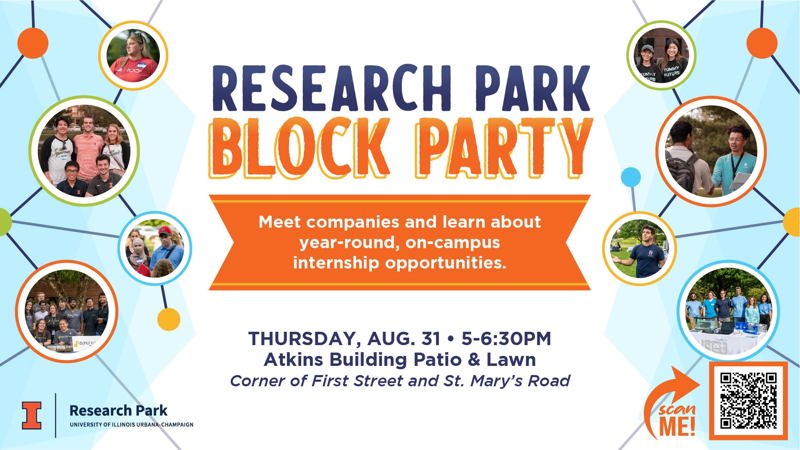 RESEARCH PARK
BLOCK PARTY
Meet companies and learn about
year-round, on-campus
internship opportunities.
THURSDAY, AUG. 31 • 5-6:30PM
Atkins Building Patio & Lawn
Corner of First Street and St. Mary's Road
I
Research Park
UNIVERSITY OF ILLINOIS URBANA-CHAMPAIGN
scan
ME!